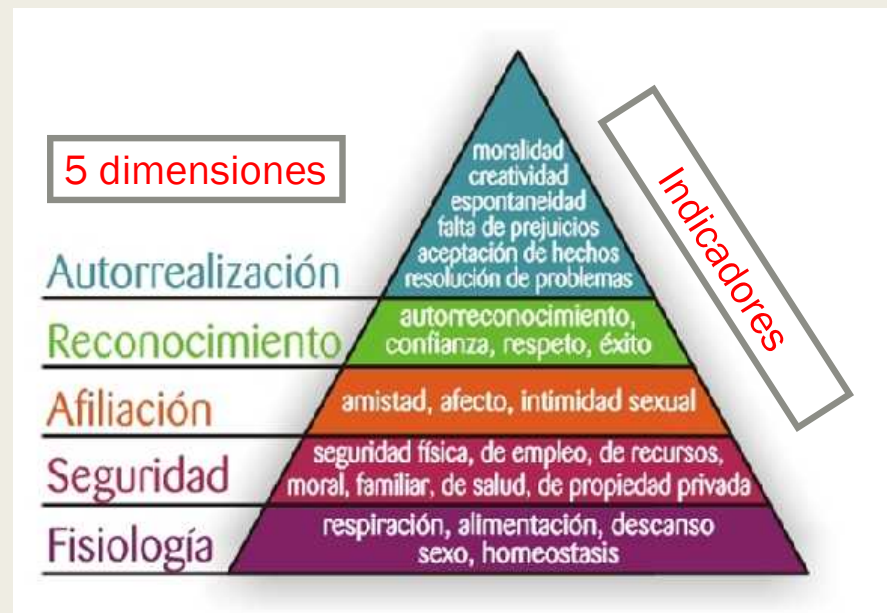 5 dimensiones
Indicadores
Autorrealización
moralidad
creatividad
espontaneidad
falta de prejuicios
aceptación de hechos
resolución de problemas
Reconocimiento
autorreconocimiento,
confianza, respeto, éxito
Afiliación
amistad, afecto, intimidad sexual
Seguridad
seguridad física, de empleo, de recursos,
moral, familiar, de salud, de propiedad privada
Fisiología
respiración, alimentación, descanso
sexo, homeostasis